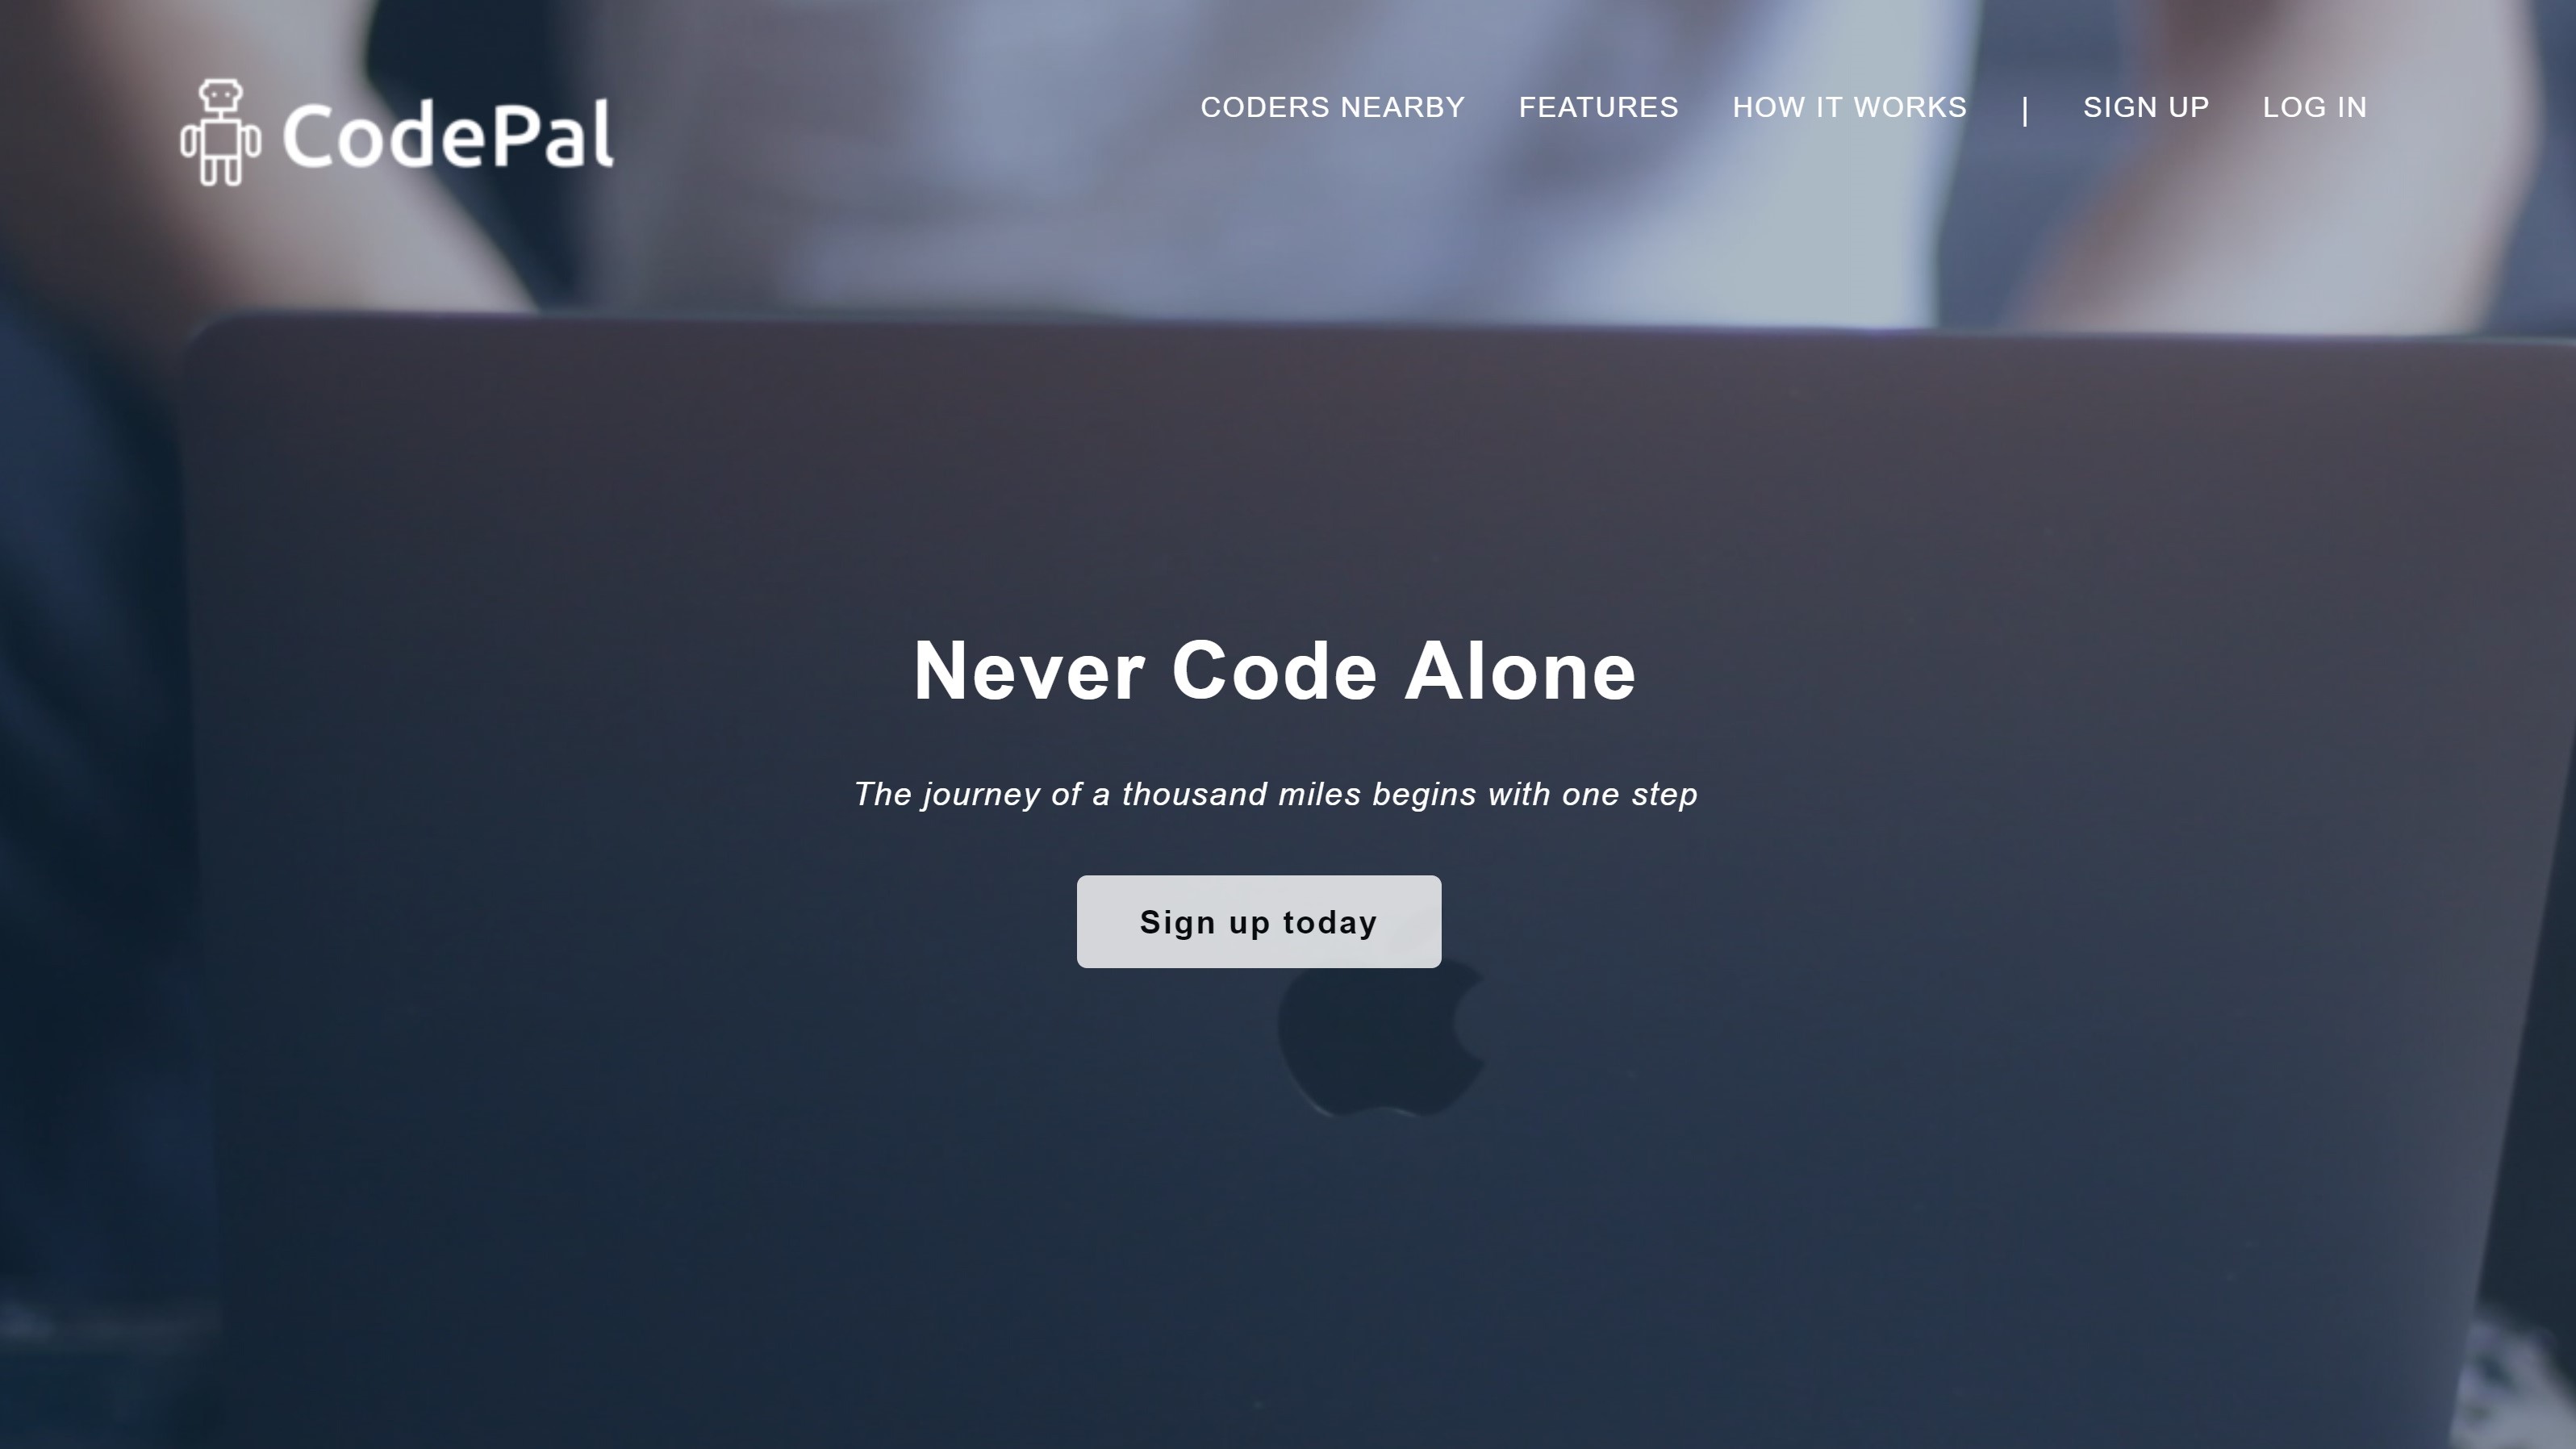 CodePal
CODERS NEARBY FEATURES HOW IT WORKS | SIGN UP LOG IN
Never Code Alone
The journey of a thousand miles begins with one step
Sign up today